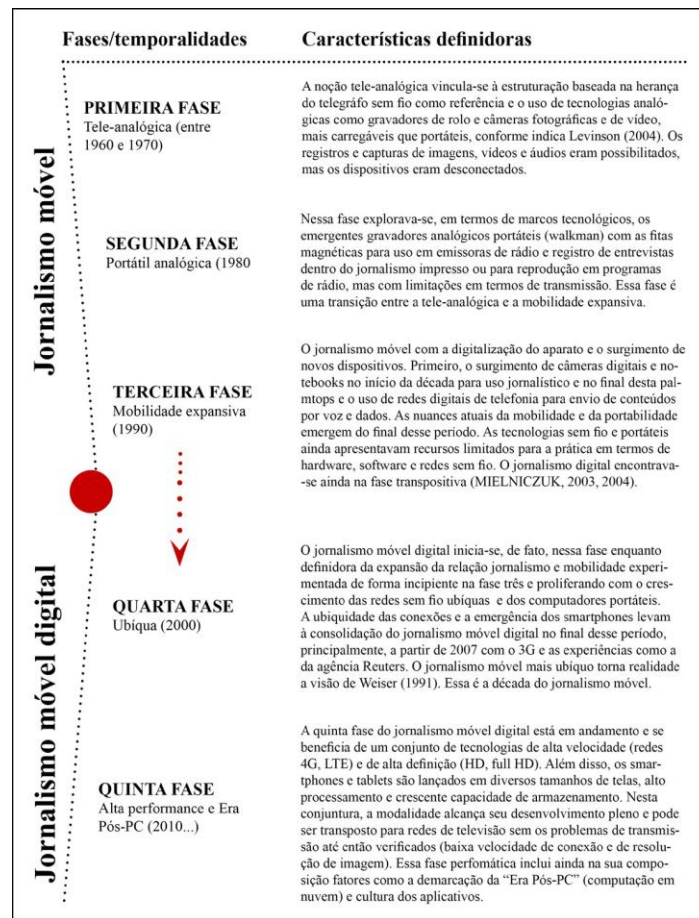 Fases/temporalidades
Características definidoras
Jornalismo móvel
PRIMEIRA FASE
Tele-analógica (entre
1960 e 1970)
A noção tele-analógica vincula-se à estruturação baseada na herança
do telegráfo sem fio como referência e o uso de tecnologias analó-
gicas como gravadores de rolo e câmeras fotográficas e de vídeo,
mais carregáveis que portáteis, conforme indica Levinson (2004). Os
registros e capturas de imagens, vídeos e áudios eram possibilitados,
mas os dispositivos eram desconectados.
SEGUNDA FASE
Portátil analógica (1980
Nessa fase explorava-se, em termos de marcos tecnológicos, os
emergentes gravadores analógicos portáteis (walkman) com as fitas
magnéticas para uso em emissoras de rádio e registro de entrevistas
dentro do jornalismo impresso ou para reprodução em programas
de rádio, mas com limitações em termos de transmissão. Essa fase é
uma transição entre a tele-analógica e a mobilidade expansiva.
TERCEIRA FASE
Mobilidade expansiva
(1990)
O jornalismo móvel com a digitalização do aparato e o surgimento de
novos dispositivos. Primeiro, o surgimento de câmeras digitais e no-
tebooks no início da década para uso jornalístico e no final desta pal-
mtops e o uso de redes digitais de telefonia para envio de conteúdos
por voz e dados. As nuances atuais da mobilidade e da portabilidade
emergem do final desse período. As tecnologias sem fio e portáteis
ainda apresentavam recursos limitados para a prática em termos de
hardware, software e redes sem fio. O jornalismo digital encontrava-
-se ainda na fase transpositiva (MIELNICZUK, 2003, 2004).
Jornalismo móvel digital
QUARTA FASE
Ubíqua (2000)
O jornalismo móvel digital inicia-se, de fato, nessa fase enquanto
definidora da expansão da relação jornalismo e mobilidade experi-
mentada de forma incipiente na fase três e proliferando com o cres-
cimento das redes sem fio ubíquas e dos computadores portáteis.
A ubiquidade das conexões e a emergência dos smartphones levam
à consolidação do jornalismo móvel digital no final desse período,
principalmente, a partir de 2007 com o 3G e as experiências como a
da agência Reuters. O jornalismo móvel mais ubíquo torna realidade
a visão de Weiser (1991). Essa é a década do jornalismo móvel.
QUINTA FASE
Alta performance e Era
Pós-PC (2010...)
A quinta fase do jornalismo móvel digital está em andamento e se
beneficia de um conjunto de tecnologias de alta velocidade (redes
4G, LTE) e de alta definição (HD, full HD). Além disso, os smar-
tphones e tablets são lançados em diversos tamanhos de telas, alto
processamento e crescente capacidade de armazenamento. Nesta
conjuntura, a modalidade alcança seu desenvolvimento pleno e pode
ser transposto para redes de televisão sem os problemas de transmis-
são até então verificados (baixa velocidade de conexão e de resolu-
ção de imagem). Essa fase perfomática inclui ainda na sua compo-
sição fatores como a demarcação da “Era Pós-PC” (computação em
nuvem) e cultura dos aplicativos.